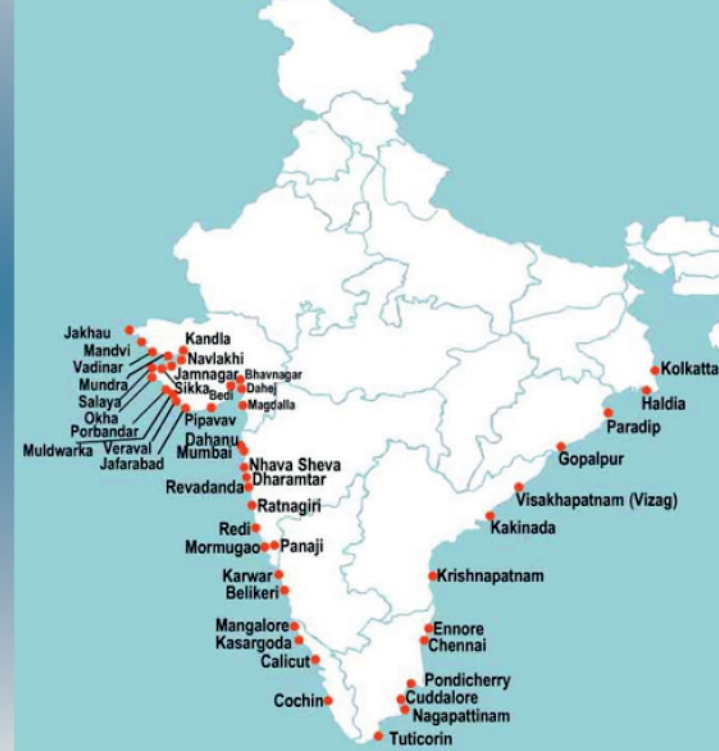 Jakhau
Kandla
Mandvi
Navlakhi
Vadinar
Jamnagar
Bhavnagar
Mundra
Sikka
Dahej
Salaya
Bedi
Magdalla
Okha
Pipavav
Porbandar
Dahanu
Muldwarka
Veraval
Mumbai
Jafarabad
Nhava Sheva
Dharamtar
Revadanda
Ratnagiri
Redi
Mormugao
Panaji
Karwar
Belikeri
Mangalore
Kasargoda
Calicut
Cochin
Kolkatta
Haldia
Paradip
Gopalpur
Visakhapatnam (Vizag)
Kakinada
Krishnapatnam
Ennore
Chennai
Pondicherry
Cuddalore
Nagapattinam
Tuticorin